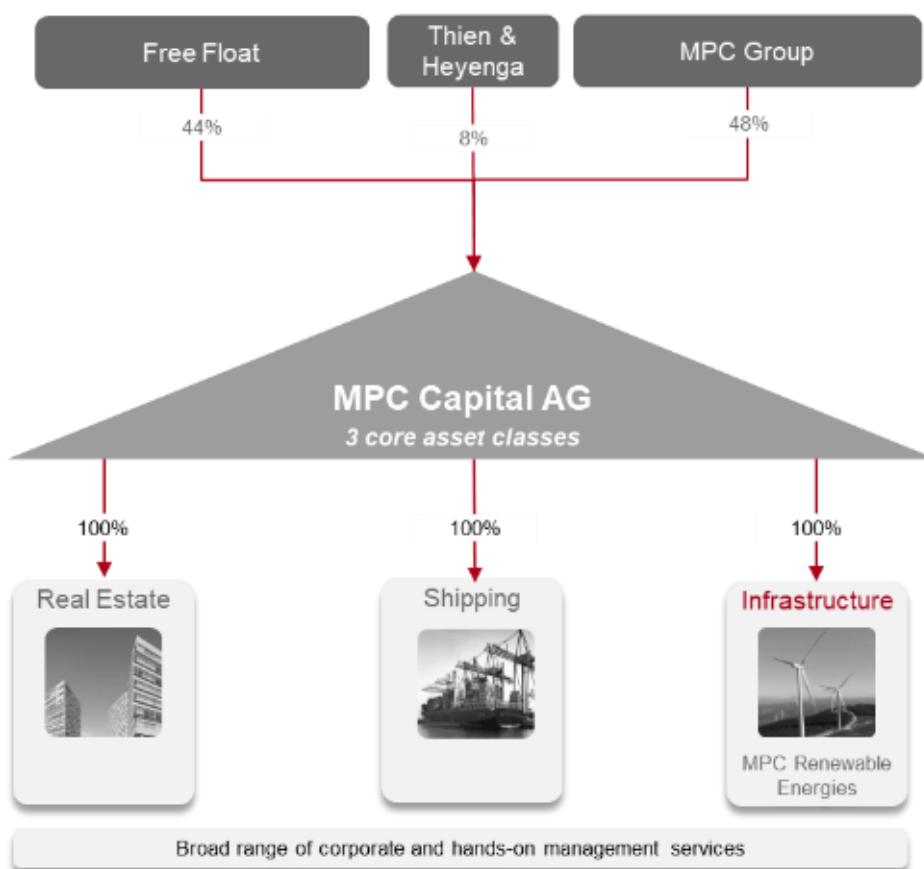 Free Float
Thien &
Heyenga
MPC Group
44%
8%
48%
MPC Capital AG
3 core asset classes
100%
100%
100%
Real Estate
Shipping
Infrastructure
MPC Renewable
Energies
Broad range of corporate and hands-on management services